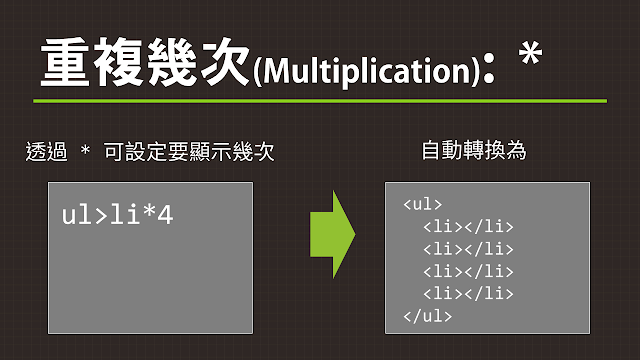 重複幾次(Multiplication): *
透過 * 可設定要顯示幾次
ul>li*4
自動轉換為
<ul>
  <li></li>
  <li></li>
  <li></li>
  <li></li>
</ul>